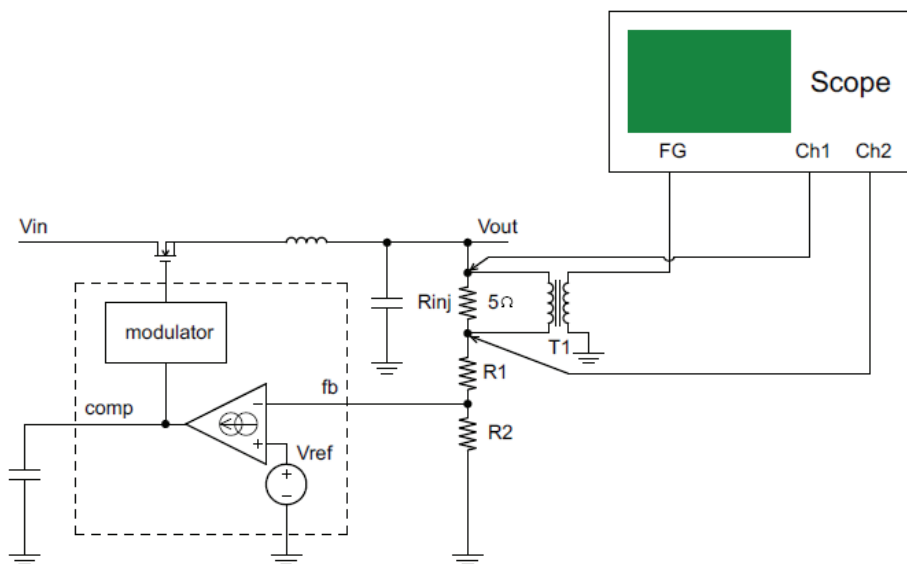 Scope
FG
Ch1
Ch2
Vin
Vout
Rinj
5Ω
T1
modulator
R1
fb
comp
R2
Vref